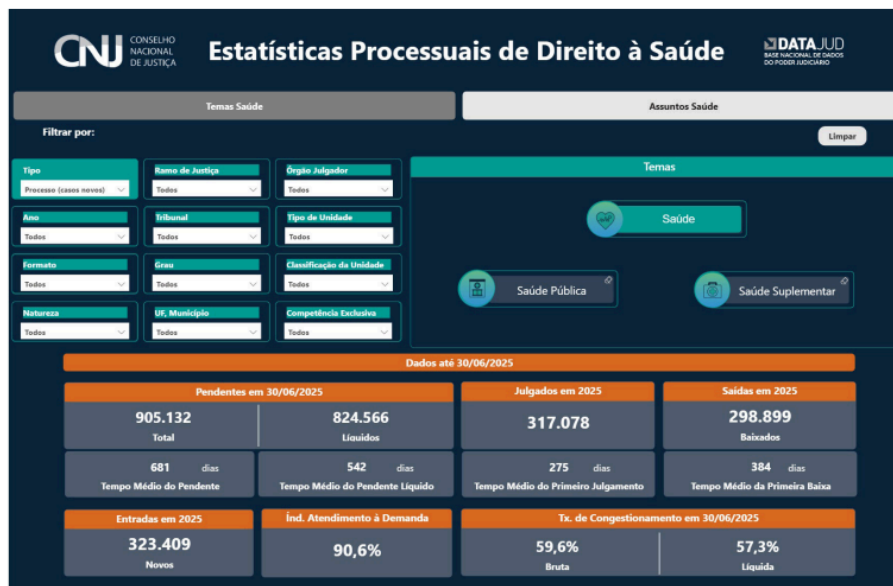 CNJ
CONSELHO
NACIONAL
DE JUSTIÇA
Estatísticas Processuais de Direito à Saúde
DATAJUD
BASE NACIONAL DE DADOS
DO PODER JUDICIÁRIO
Temas Saúde
Assuntos Saúde
Filtrar por:
Limpar
Tipo
Processo (casos novos)
Ramo de Justiça
Todos
Órgão Julgador
Todos
Ano
Todos
Tribunal
Todos
Tipo de Unidade
Todos
Formato
Todos
Grau
Todos
Classificação da Unidade
Todos
Natureza
Todos
UF, Município
Todos
Competência Exclusiva
Todos
Temas
Saúde
Saúde Pública
Saúde Suplementar
Dados até 30/06/2025
Pendentes em 30/06/2025
905.132
Total
824.566
Líquidos
681 dias
Tempo Médio do Pendente
542 dias
Tempo Médio do Pendente Líquido
Julgados em 2025
317.078
275 dias
Tempo Médio do Primeiro Julgamento
Saídas em 2025
298.899
Baixados
384 dias
Tempo Médio da Primeira Baixa
Entradas em 2025
323.409
Novos
Índ. Atendimento à Demanda
90,6%
Tx. de Congestionamento em 30/06/2025
59,6%
Bruta
57,3%
Líquida